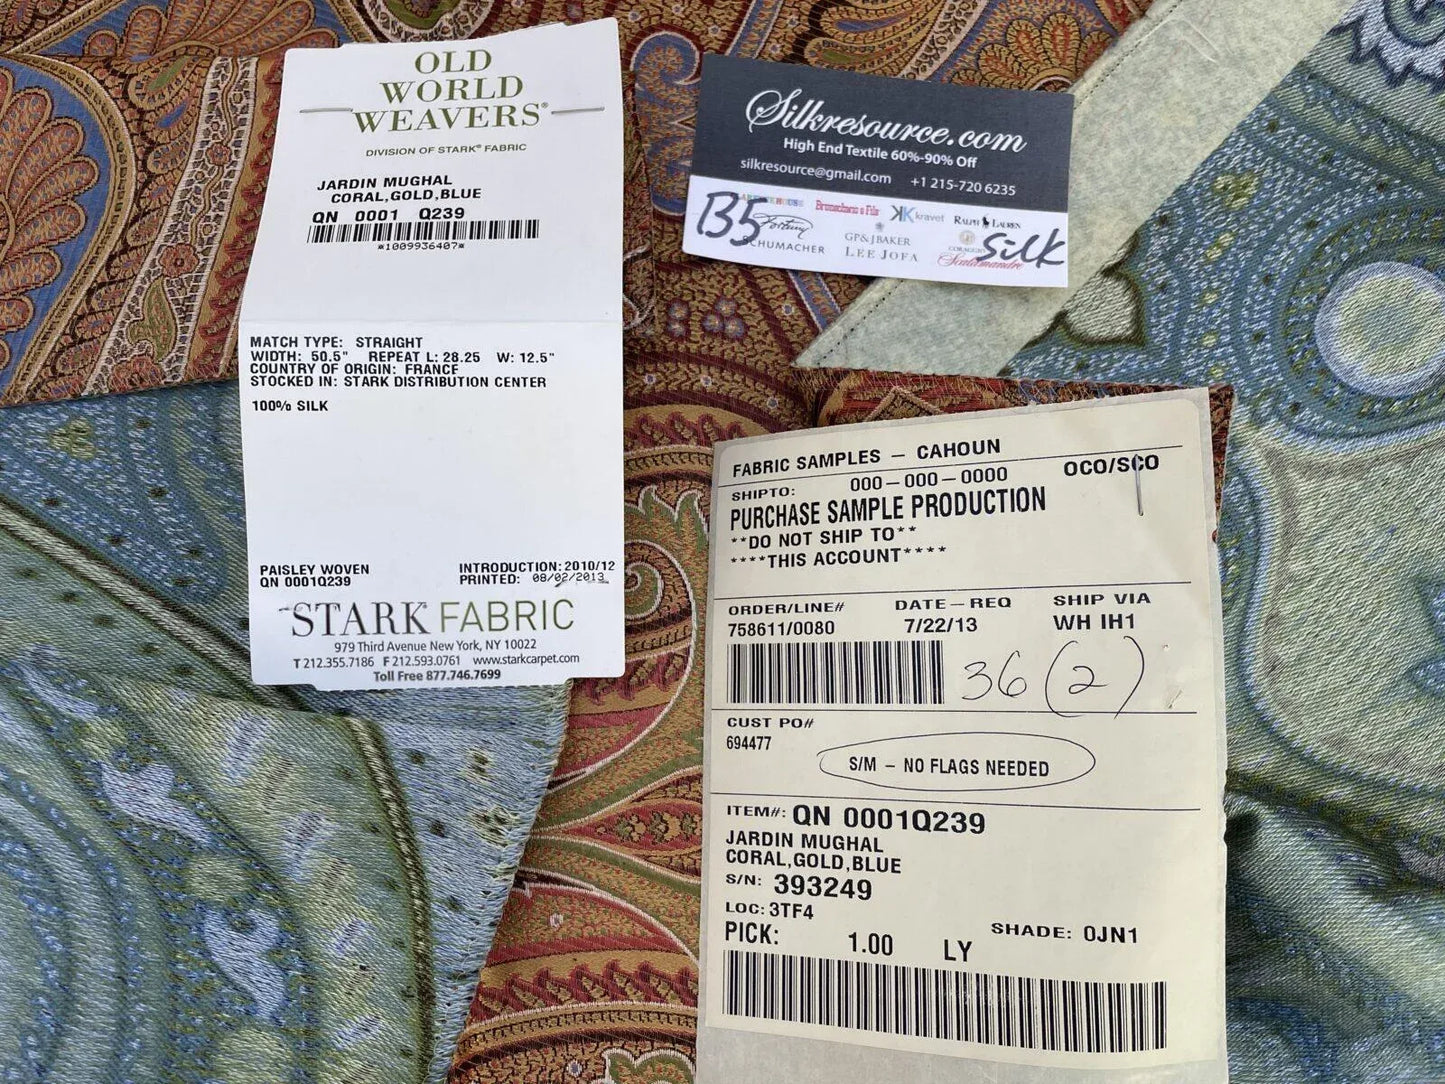 OLD
WORLD
WEAVERS®
DIVISION OF STARK® FABRIC
JARDIN MUGHAL
CORAL,GOLD,BLUE
QN 0001 Q239
*1009936407*
MATCH TYPE: STRAIGHT
WIDTH: 50.5" REPEAT L: 28.25 W: 12.5"
COUNTRY OF ORIGIN: FRANCE
STOCKED IN: STARK DISTRIBUTION CENTER
100% SILK
PAISLEY WOVEN INTRODUCTION: 2010/12
QN 0001Q239 PRINTED: 08/02/2013
STARK FABRIC
979 Third Avenue New York, NY 10022
T 212.355.7186 F 212.593.0761 www.starkcarpet.com
Toll Free 877.746.7699
Silkresource.com
High End Textile 60%-90% Off
silkresource@gmail.com +1 215-720 6235
B5
Brunschwig & Fils
kravet
RALPH LAUREN
Fortuny
SCHUMACHER
GP&JBAKER
LEE JOFA
Scalamandre
Silk
FABRIC SAMPLES - CAHOUN
SHIPTO: 000-000-0000 OCO/SCO
PURCHASE SAMPLE PRODUCTION
**DO NOT SHIP TO**
****THIS ACCOUNT****
ORDER/LINE# DATE-REQ SHIP VIA
758611/0080 7/22/13 WH IH1
36 (2)
CUST PO#
694477
S/M - NO FLAGS NEEDED
ITEM#: QN 0001Q239
JARDIN MUGHAL
CORAL,GOLD,BLUE
S/N: 393249
LOC: 3TF4
SHADE: 0JN1
PICK: 1.00 LY